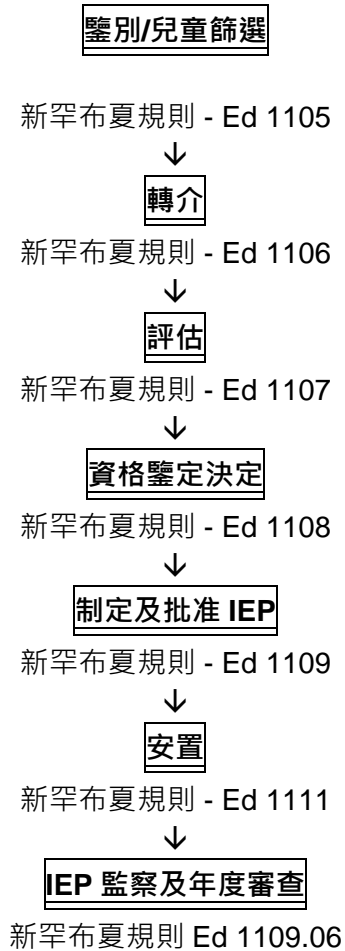 鑒別/兒童篩選
新罕布夏規則 - Ed 1105
↓
轉介
新罕布夏規則 - Ed 1106
↓
評估
新罕布夏規則 - Ed 1107
↓
資格鑒定決定
新罕布夏規則 - Ed 1108
↓
制定及批准 IEP
新罕布夏規則 - Ed 1109
↓
安置
新罕布夏規則 - Ed 1111
↓
IEP 監察及年度審查
新罕布夏規則 Ed 1109.06